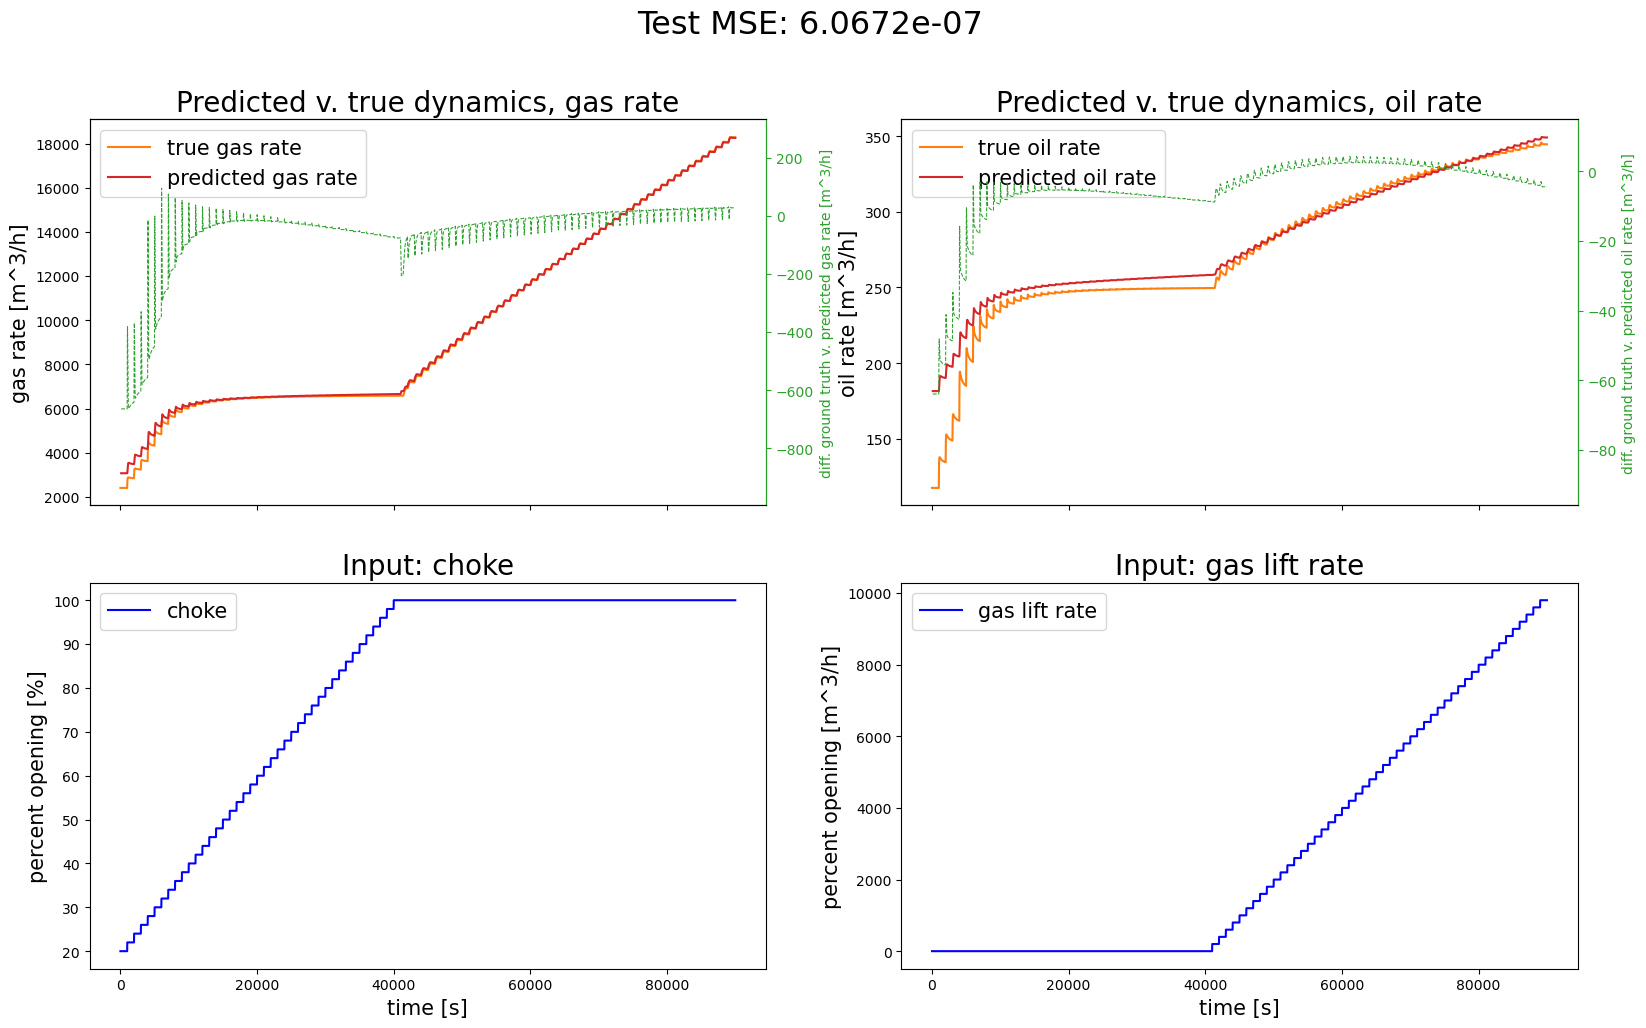 Test MSE: 6.0672e-07
Predicted v. true dynamics, gas rate
true gas rate
predicted gas rate
gas rate [m^3/h]
18000
16000
14000
12000
10000
8000
6000
4000
2000
200
0
−200
−400
−600
−800
diff. ground truth v. predicted gas rate [m^3/h]
Predicted v. true dynamics, oil rate
true oil rate
predicted oil rate
oil rate [m^3/h]
350
300
250
200
150
0
−20
−40
−60
−80
diff. ground truth v. predicted oil rate [m^3/h]
Input: choke
choke
percent opening [%]
100
90
80
70
60
50
40
30
20
0 20000 40000 60000 80000
time [s]
Input: gas lift rate
gas lift rate
percent opening [m^3/h]
10000
8000
6000
4000
2000
0
0 20000 40000 60000 80000
time [s]